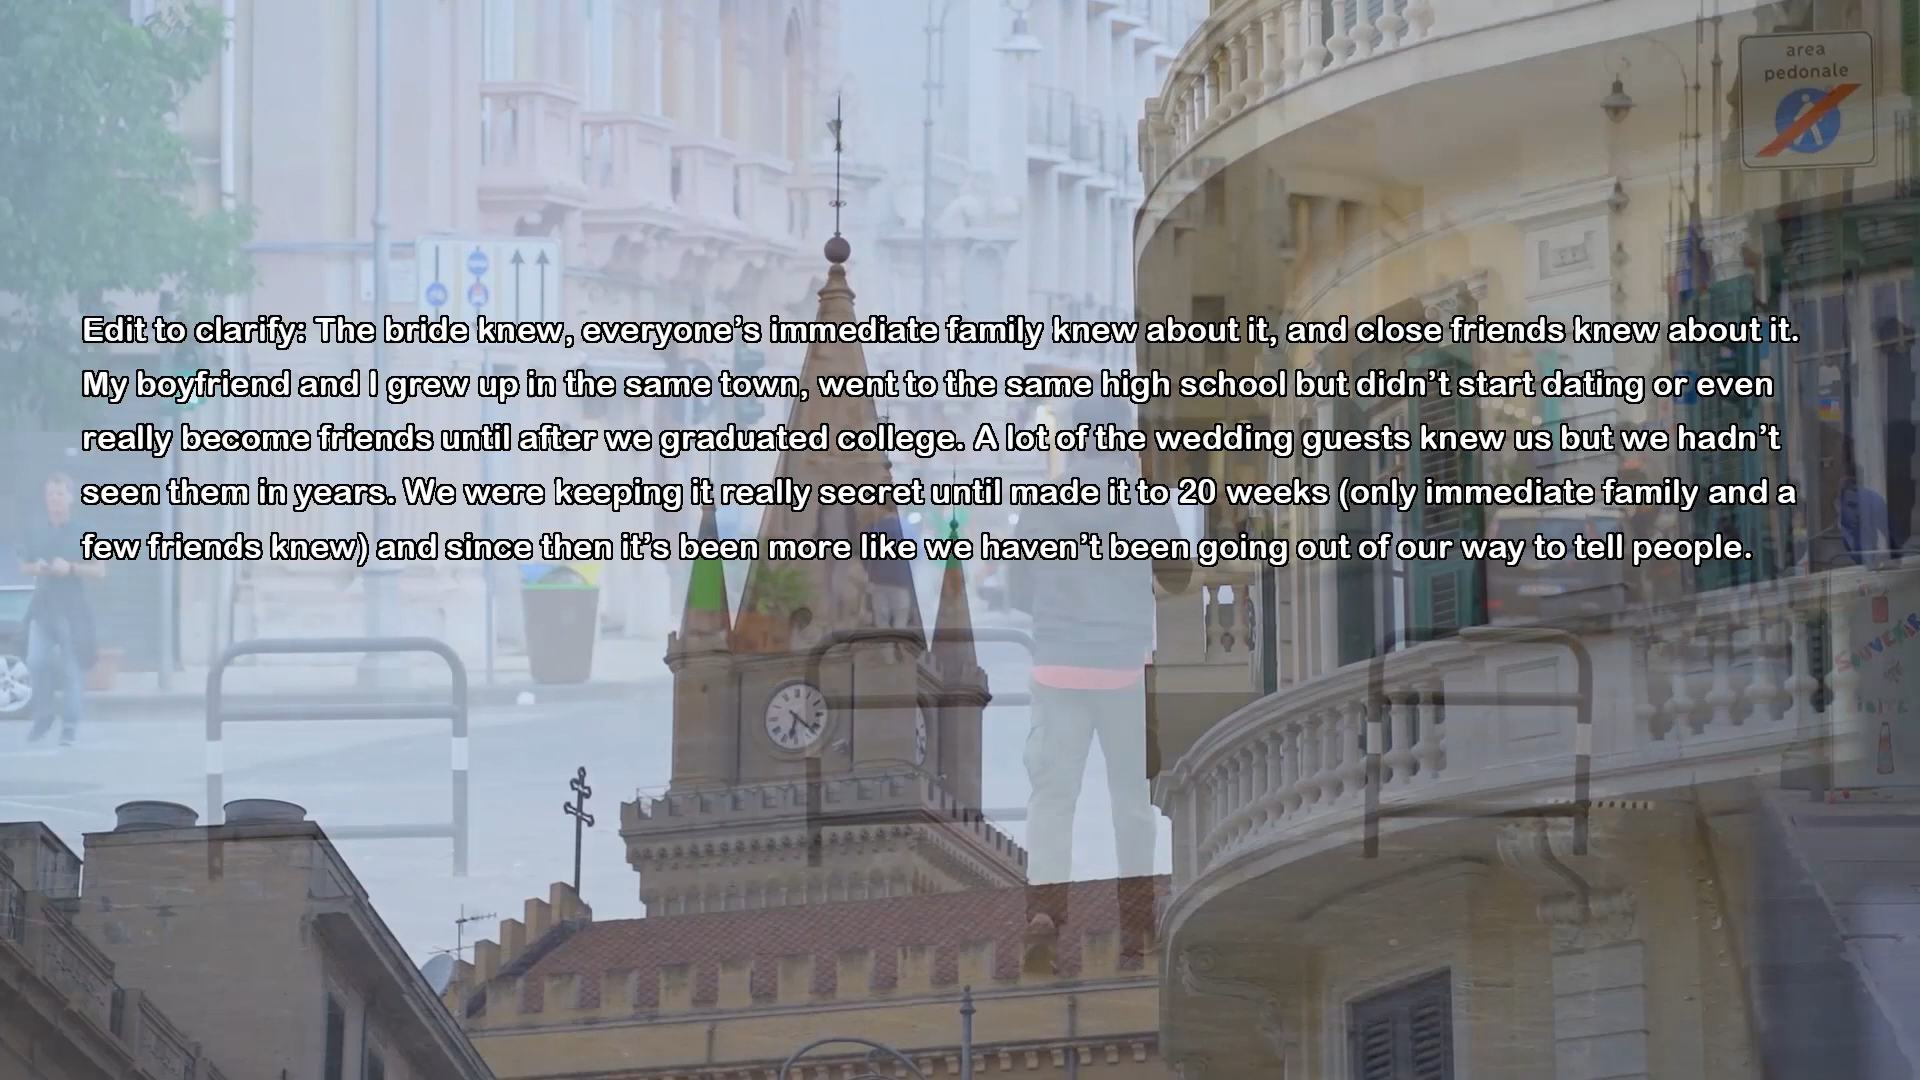 area
pedonale
Edit to clarify: The bride knew, everyone's immediate family knew about it, and close friends knew about it.
My boyfriend and I grew up in the same town, went to the same high school but didn't start dating or even
really become friends until after we graduated college. A lot of the wedding guests knew us but we hadn't
seen them in years. We were keeping it really secret until made it to 20 weeks (only immediate family and a
few friends knew) and since then it's been more like we haven't been going out of our way to tell people.
SOUVENIR